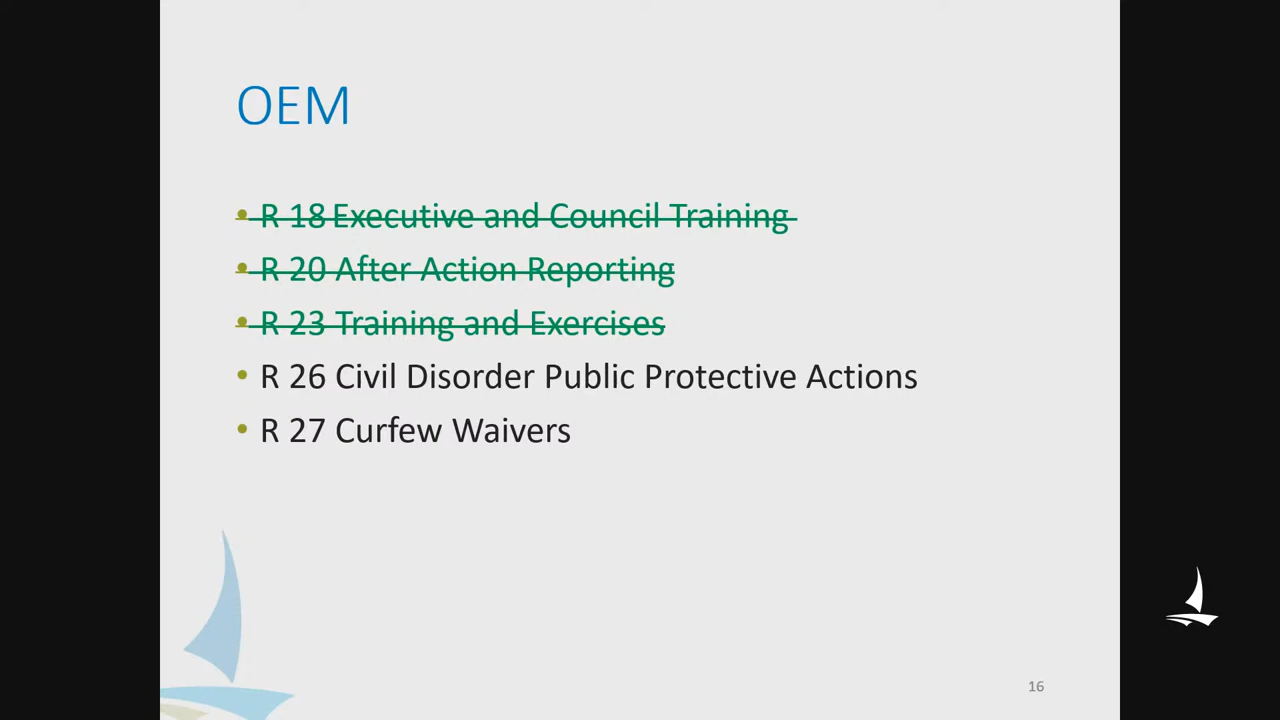 OEM
• R 18 Executive and Council Training
• R 20 After Action Reporting
• R 23 Training and Exercises
• R 26 Civil Disorder Public Protective Actions
• R 27 Curfew Waivers
16